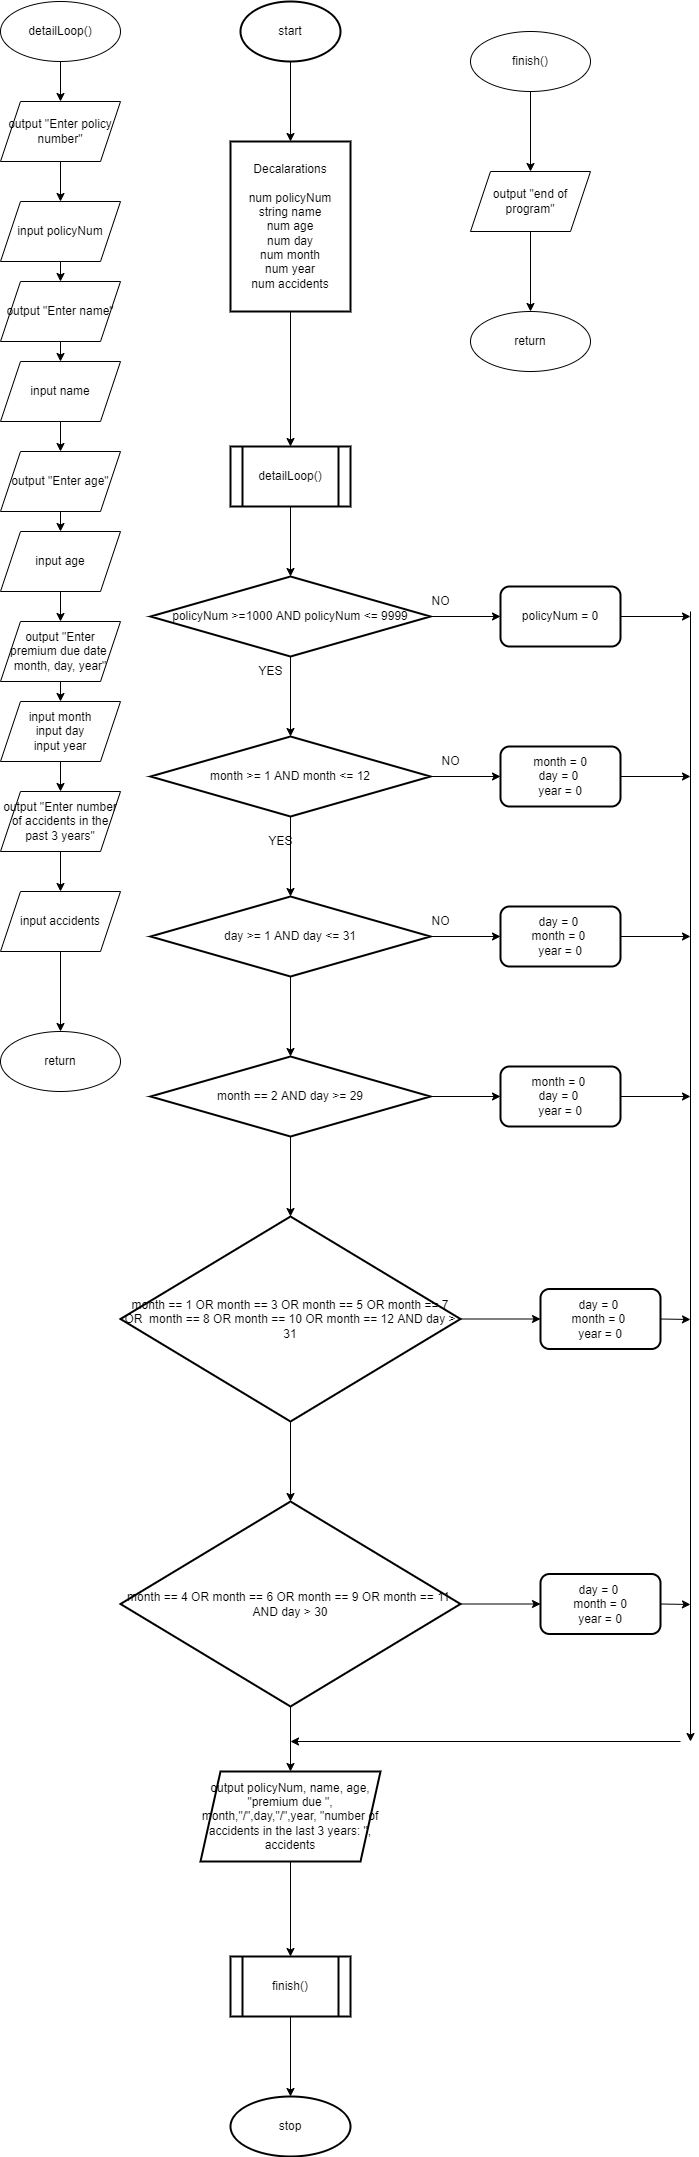 detailLoop()
output "Enter policy
number"
input policyNum
output "Enter name"
input name
output "Enter age"
input age
output "Enter
premium due date
month, day, year"
input month
input day
input year
output "Enter number
of accidents in the
past 3 years"
input accidents
return
start
Decalarations
num policyNum
string name
num age
num day
num month
num year
num accidents
detailLoop()
policyNum >=1000 AND policyNum <= 9999
NO
policyNum = 0
YES
month >= 1 AND month <= 12
NO
month = 0
day = 0
year = 0
YES
day >= 1 AND day <= 31
NO
day = 0
month = 0
year = 0
month == 2 AND day >= 29
month = 0
day = 0
year = 0
month == 1 OR month == 3 OR month == 5 OR month == 7
OR month == 8 OR month == 10 OR month == 12 AND day >
31
day = 0
month = 0
year = 0
month == 4 OR month == 6 OR month == 9 OR month == 11
AND day > 30
day = 0
month = 0
year = 0
output policyNum, name, age,
"premium due ",
month,"/",day,"/",year, "number of
accidents in the last 3 years: ",
accidents
finish()
stop
finish()
output "end of
program"
return